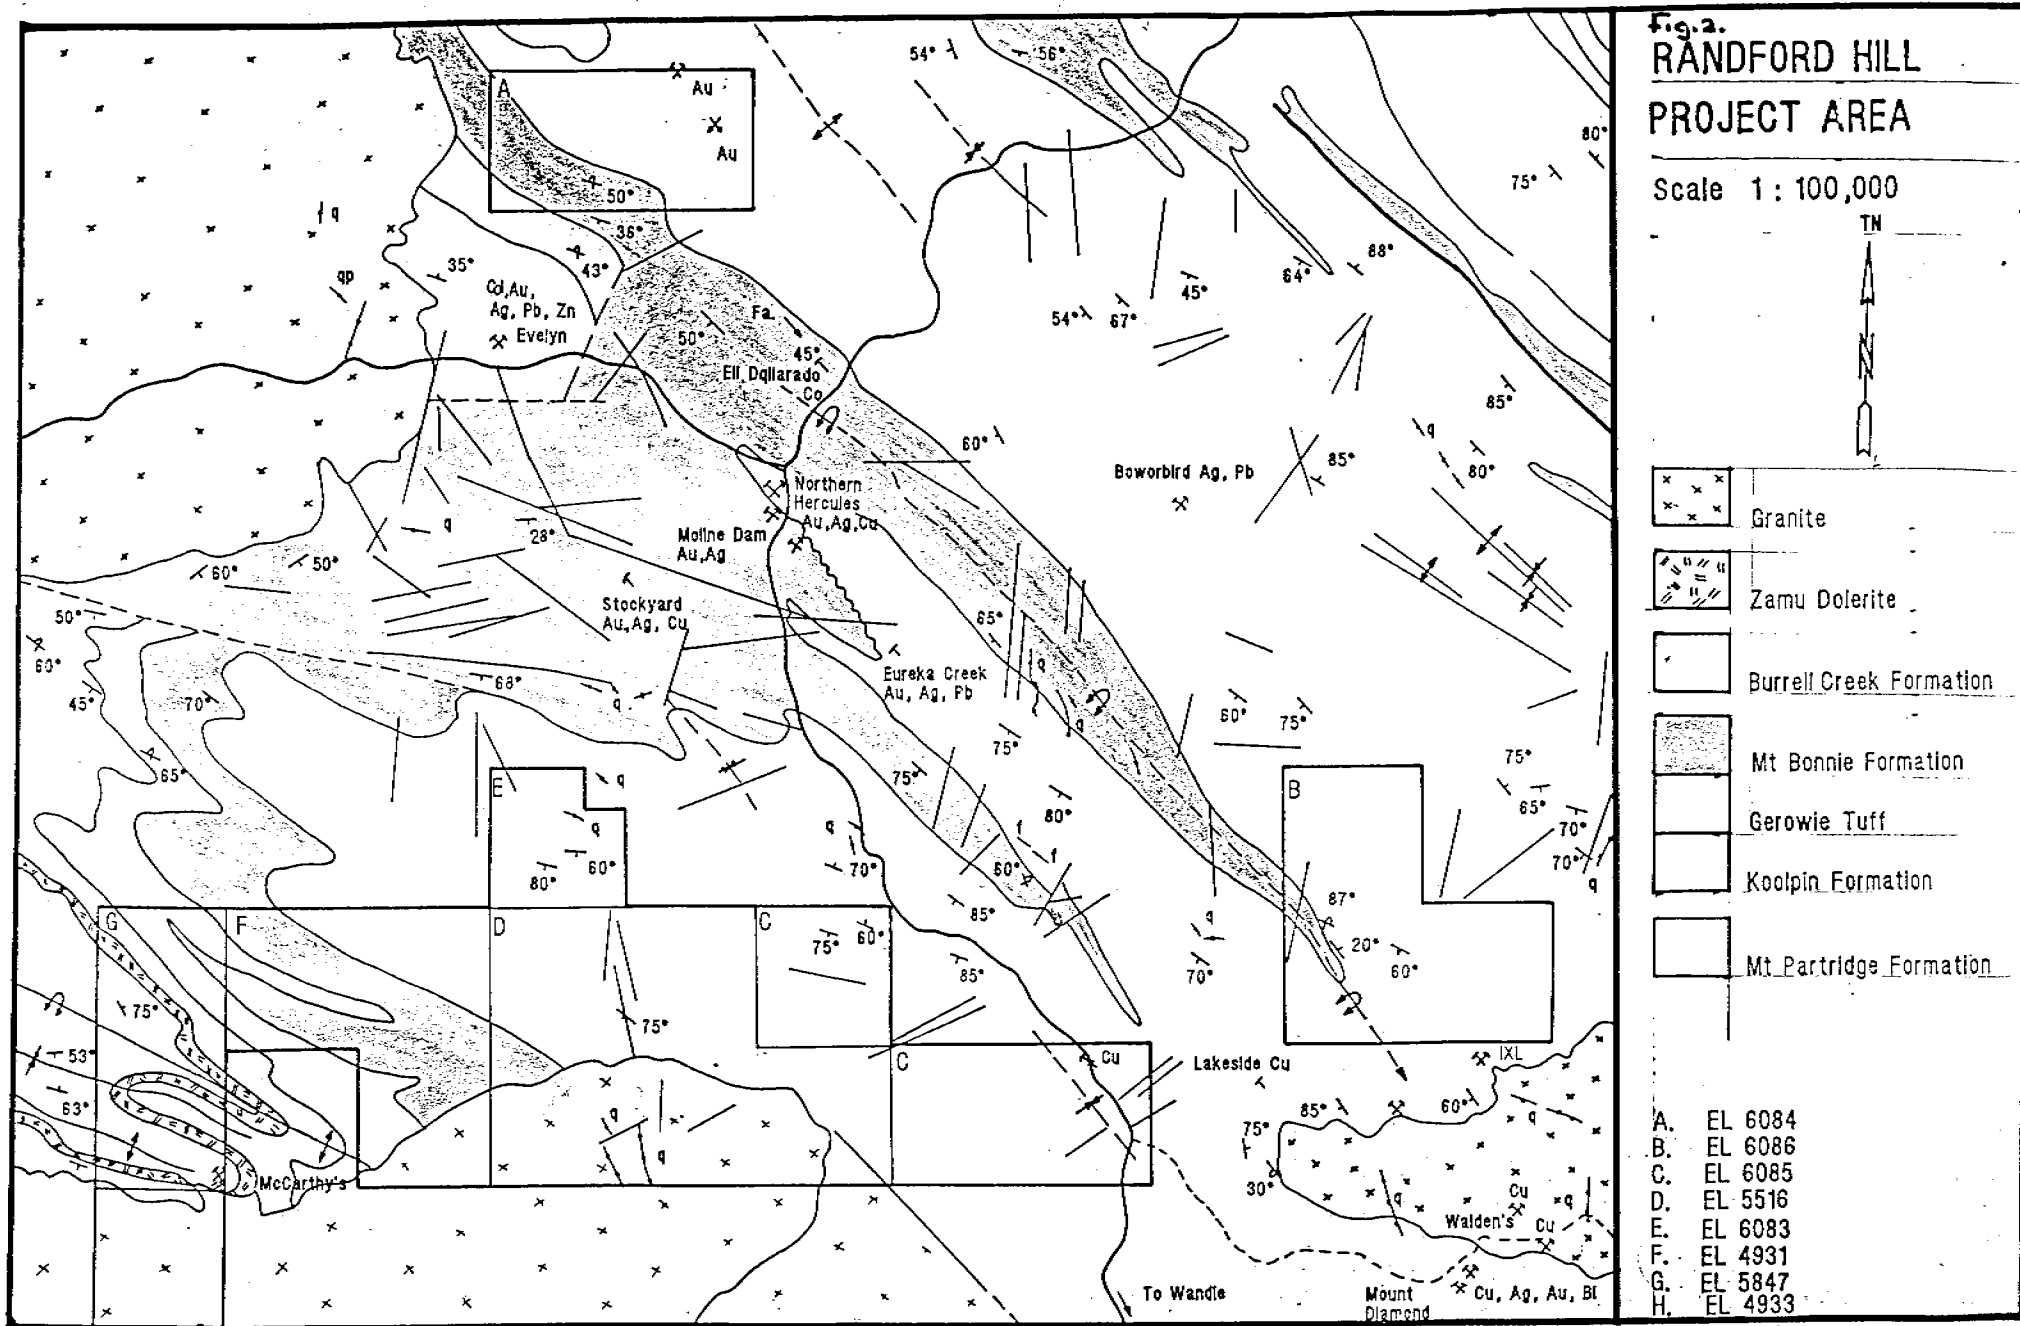 Fig. 2.
RANDFORD HILL
PROJECT AREA
Scale 1 : 100,000
TN
N
Granite
Zamu Dolerite
Burrell Creek Formation
Mt Bonnie Formation
Gerowie Tuff
Koolpin Formation
Mt Partridge Formation
A. EL 6084
B. EL 6086
C. EL 6085
D. EL 5516
E. EL 6083
F. EL 4931
G. EL 5847
H. EL 4933
A
Au
Au
54°
56°
80°
75°
50°
36°
43°
35°
q
qp
Au,
Ag, Pb, Zn
Evelyn
64°
88°
45°
54°
67°
Fa.
50°
45°
Ell Dollarado
Co
85°
60°
q
85°
80°
Boworbird Ag, Pb
Northern
Hercules
Au, Ag, Cu
Moline Dam
Au, Ag
q
28°
60°
50°
50°
60°
45°
Stockyard
Au, Ag, Cu
65°
Eureka Creek
Au, Ag, Pb
q
q
68°
q
70°
65°
75°
75°
80°
60°
75°
75°
65°
70°
70°
q
E
q
q
80°
60°
q
70°
f
f
60°
85°
B
87°
20°
60°
q
70°
G
F
D
C
75°
60°
85°
75°
75°
53°
63°
C
Cu
Lakeside Cu
IXL
85°
60°
75°
30°
q
q
q
Cu
q
Walden's
Cu
McCarthy's
q
q
To Wandie
Mount
Diamond
Cu, Ag, Au, Bi